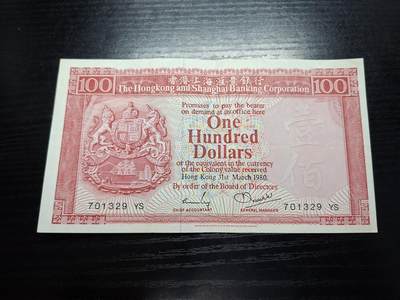 香港上海滙豐銀行
100 The Hongkong and Shanghai Banking Corporation 100
Promises to pay the bearer
on demand at its office here
One
Hundred
Dollars
or the equivalent in the currency
of the Colony value received
Hong Kong 31st March 1980.
By order of the Board of Directors
CHIEF ACCOUNTANT GENERAL MANAGER
701329 YS 701329 YS